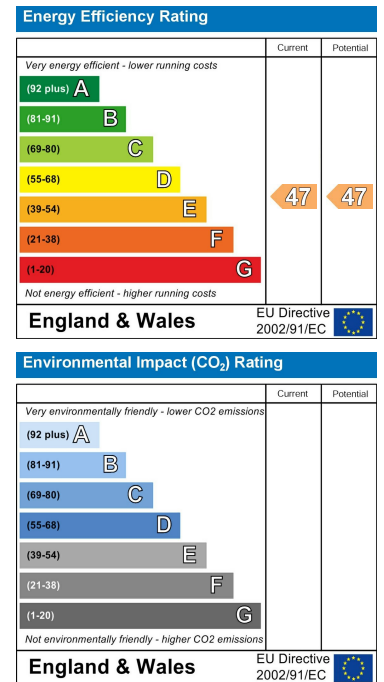 Energy Efficiency Rating
Current Potential
Very energy efficient - lower running costs
(92 plus) A
(81-91) B
(69-80) C
(55-68) D
(39-54) E
47 47
(21-38) F
(1-20) G
Not energy efficient - higher running costs
England & Wales
EU Directive
2002/91/EC
Environmental Impact (CO₂) Rating
Current Potential
Very environmentally friendly - lower CO2 emissions
(92 plus) A
(81-91) B
(69-80) C
(55-68) D
(39-54) E
(21-38) F
(1-20) G
Not environmentally friendly - higher CO2 emissions
England & Wales
EU Directive
2002/91/EC